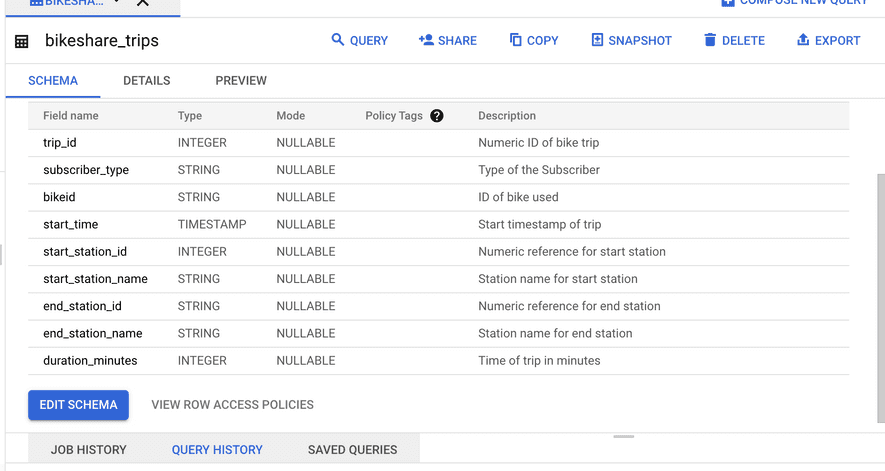 BIKESHA...
COMPOSE NEW QUERY
bikeshare_trips QUERY SHARE COPY SNAPSHOT DELETE EXPORT
SCHEMA DETAILS PREVIEW
Field name Type Mode Policy Tags ? Description
trip_id INTEGER NULLABLE Numeric ID of bike trip
subscriber_type STRING NULLABLE Type of the Subscriber
bikeid STRING NULLABLE ID of bike used
start_time TIMESTAMP NULLABLE Start timestamp of trip
start_station_id INTEGER NULLABLE Numeric reference for start station
start_station_name STRING NULLABLE Station name for start station
end_station_id STRING NULLABLE Numeric reference for end station
end_station_name STRING NULLABLE Station name for end station
duration_minutes INTEGER NULLABLE Time of trip in minutes
EDIT SCHEMA VIEW ROW ACCESS POLICIES
JOB HISTORY QUERY HISTORY SAVED QUERIES